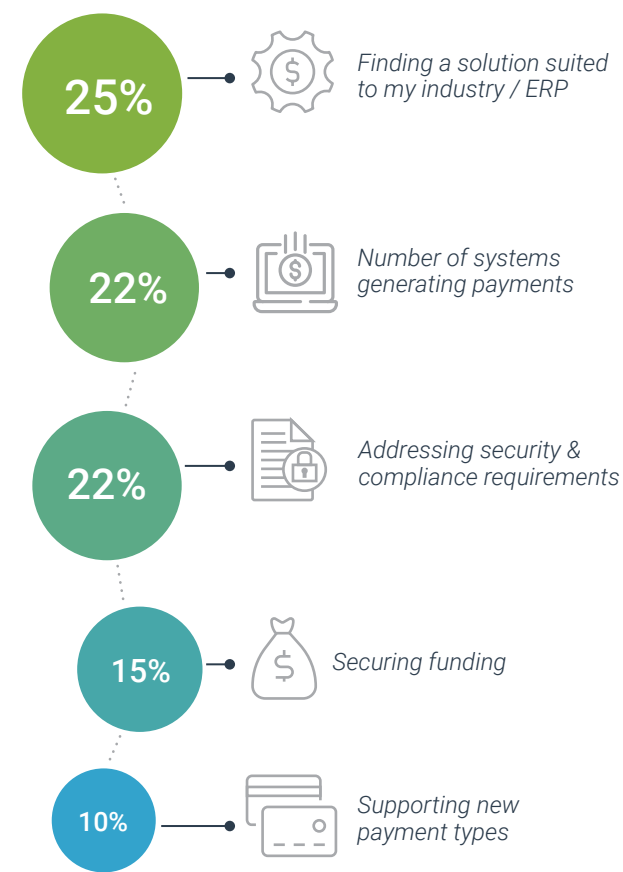 25%
Finding a solution suited
to my industry / ERP
22%
Number of systems
generating payments
22%
Addressing security &
compliance requirements
15%
Securing funding
10%
Supporting new
payment types